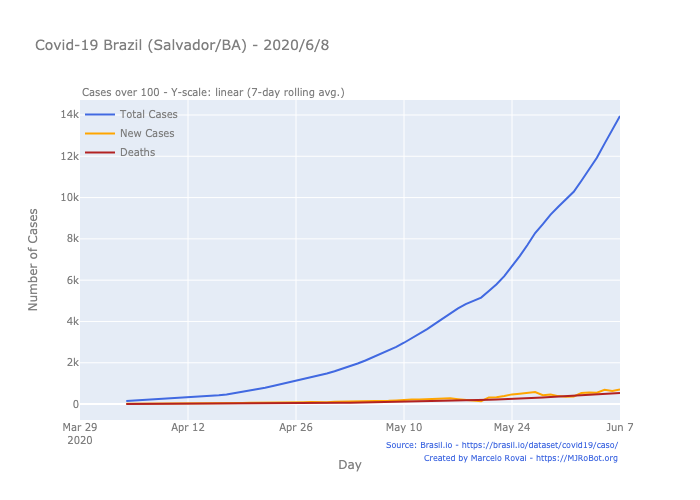 Covid-19 Brazil (Salvador/BA) - 2020/6/8
Cases over 100 - Y-scale: linear (7-day rolling avg.)
Total Cases
New Cases
Deaths
14k
12k
10k
8k
6k
4k
2k
0
Number of Cases
Mar 29
2020
Apr 12
Apr 26
May 10
May 24
Jun 7
Day
Source: Brasil.io - https://brasil.io/dataset/covid19/caso/
Created by Marcelo Rovai - https://MJRoBot.org